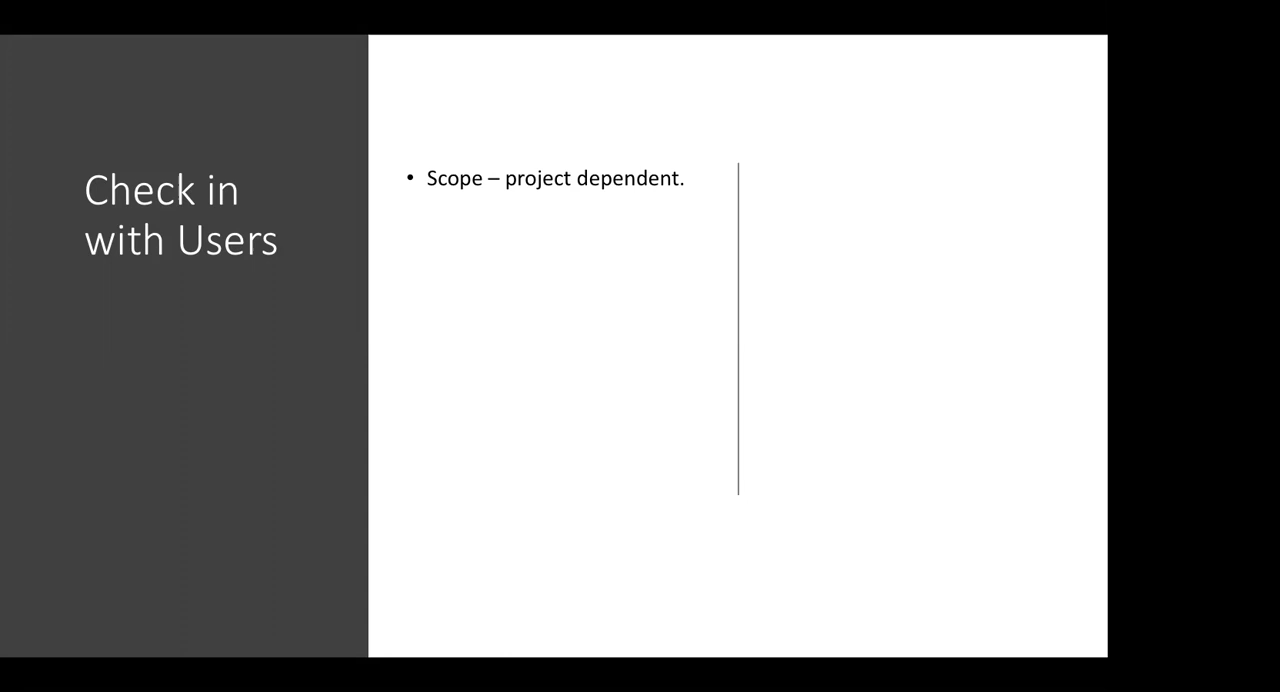 Check in
with Users
• Scope – project dependent.